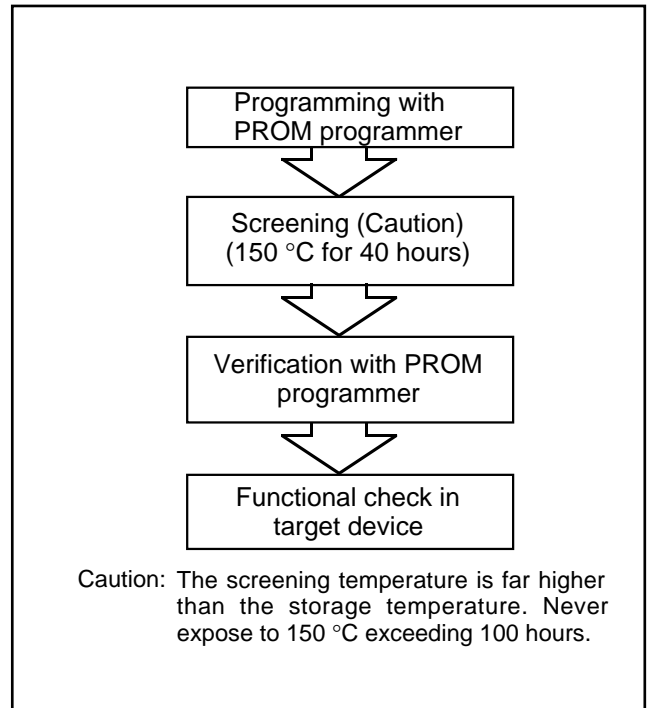 Programming with
PROM programmer
Screening (Caution)
(150 °C for 40 hours)
Verification with PROM
programmer
Functional check in
target device
Caution: The screening temperature is far higher
than the storage temperature. Never
expose to 150 °C exceeding 100 hours.